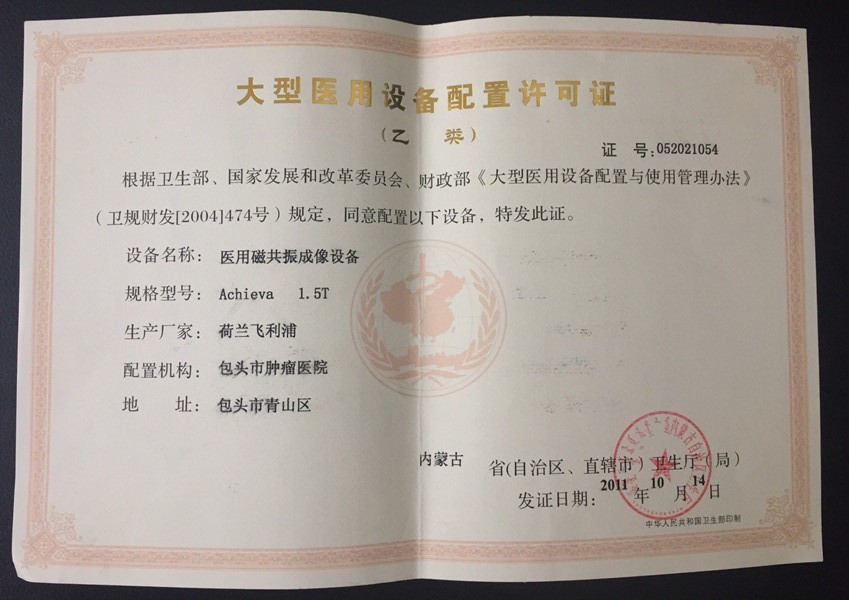 大型医用设备配置许可证
（乙 类）
证 号：052021054
根据卫生部、国家发展和改革委员会、财政部《大型医用设备配置与使用管理办法》
（卫规财发[2004]474号）规定，同意配置以下设备，特发此证。
设备名称： 医用磁共振成像设备
规格型号： Achieva 1.5T
生产厂家： 荷兰飞利浦
配置机构： 包头市肿瘤医院
地 址： 包头市青山区
内蒙古 省(自治区、直辖市）卫生厅（局）
发证日期：2011年10月14日
中华人民共和国卫生部印制